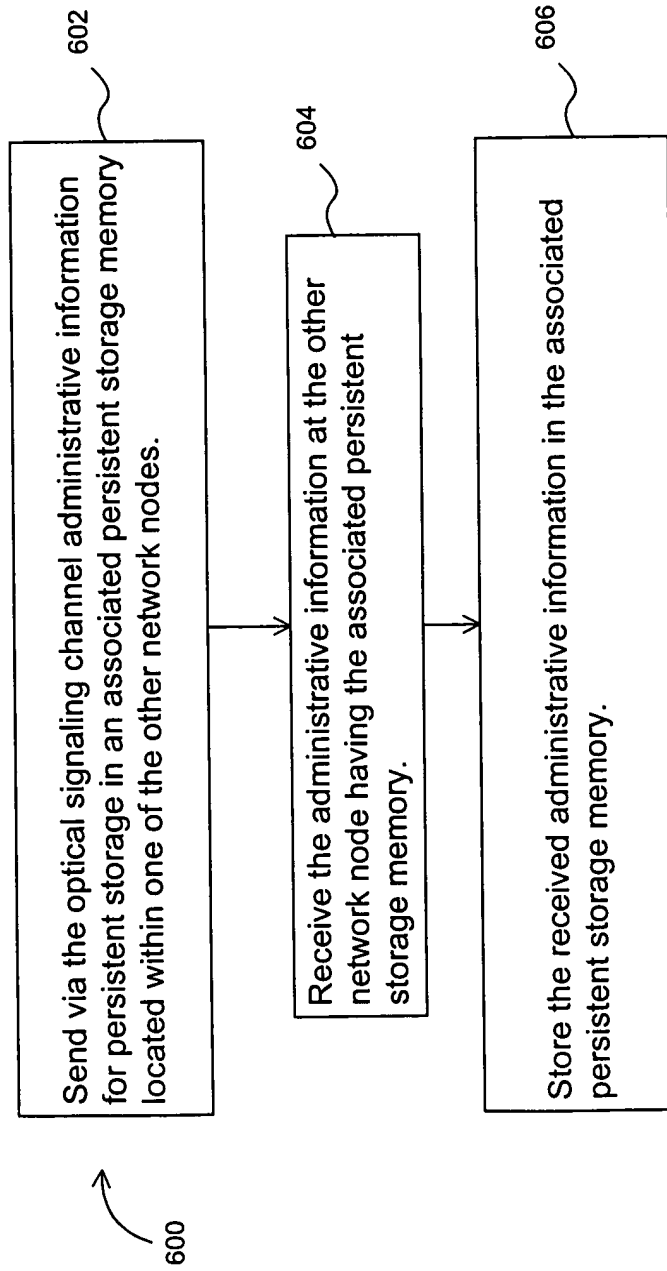 600
602
Send via the optical signaling channel administrative information
for persistent storage in an associated persistent storage memory
located within one of the other network nodes.
604
Receive the administrative information at the other
network node having the associated persistent
storage memory.
606
Store the received administrative information in the associated
persistent storage memory.